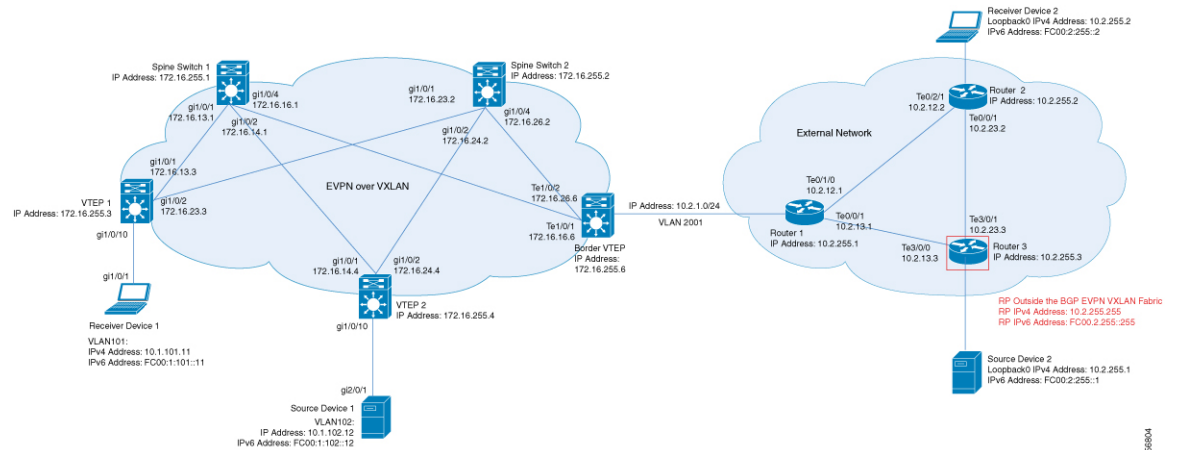 Receiver Device 2
Loopback0 IPv4 Address: 10.2.255.2
IPv6 Address: FC00:2:255::2
Spine Switch 1
IP Address: 172.16.255.1
Spine Switch 2
IP Address: 172.16.255.2
gi1/0/4
172.16.16.1
gi1/0/1
172.16.13.1
gi1/0/2
172.16.14.1
gi1/0/1
172.16.23.2
gi1/0/4
172.16.26.2
gi1/0/2
172.16.24.2
Te0/2/1
10.2.12.2
Router 2
IP Address: 10.2.255.2
Te0/0/1
10.2.23.2
External Network
gi1/0/1
172.16.13.3
EVPN over VXLAN
VTEP 1
IP Address: 172.16.255.3
gi1/0/2
172.16.23.3
gi1/0/10
Te1/0/2
172.16.26.6
Te1/0/1
172.16.16.6
Border VTEP
IP Address:
172.16.255.6
IP Address: 10.2.1.0/24
VLAN 2001
Te0/1/0
10.2.12.1
Te0/0/1
10.2.13.1
Router 1
IP Address: 10.2.255.1
Te3/0/1
10.2.23.3
Te3/0/0
10.2.13.3
Router 3
IP Address: 10.2.255.3
gi1/0/1
172.16.14.4
gi1/0/2
172.16.24.4
VTEP 2
IP Address: 172.16.255.4
gi1/0/10
gi1/0/1
Receiver Device 1
VLAN101:
IPv4 Address: 10.1.101.11
IPv6 Address: FC00:1:101::11
RP Outside the BGP EVPN VXLAN Fabric
RP IPv4 Address: 10.2.255.255
RP IPv6 Address: FC00.2.255::255
Source Device 2
Loopback0 IPv4 Address: 10.2.255.1
IPv6 Address: FC00:2:255::1
gi2/0/1
Source Device 1
VLAN102:
IP Address: 10.1.102.12
IPv6 Address: FC00:1:102::12